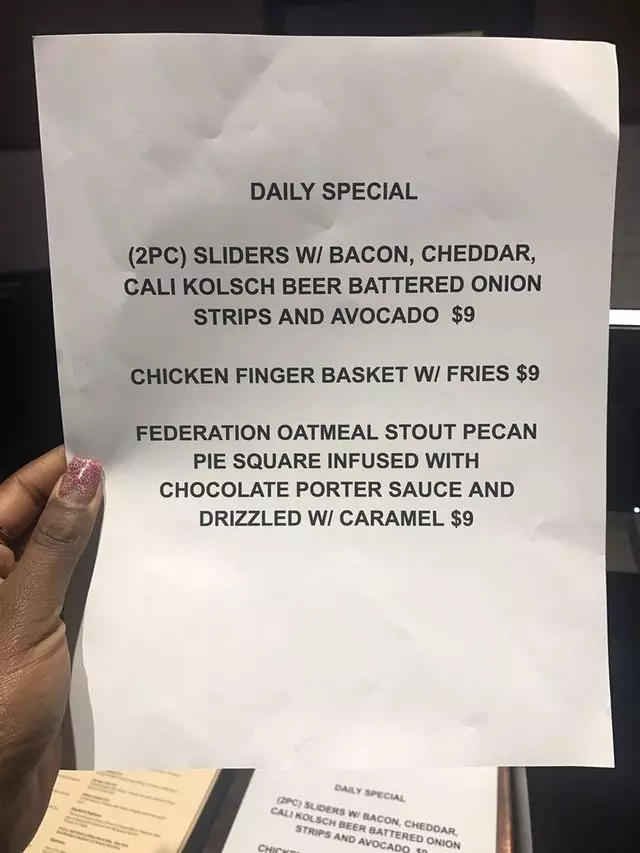 DAILY SPECIAL
(2PC) SLIDERS W/ BACON, CHEDDAR,
CALI KOLSCH BEER BATTERED ONION
STRIPS AND AVOCADO $9
CHICKEN FINGER BASKET W/ FRIES $9
FEDERATION OATMEAL STOUT PECAN
PIE SQUARE INFUSED WITH
CHOCOLATE PORTER SAUCE AND
DRIZZLED W/ CARAMEL $9
DAILY SPECIAL
(2PC) SLIDERS W/ BACON, CHEDDAR,
CALI KOLSCH BEER BATTERED ONION
STRIPS AND AVOCADO